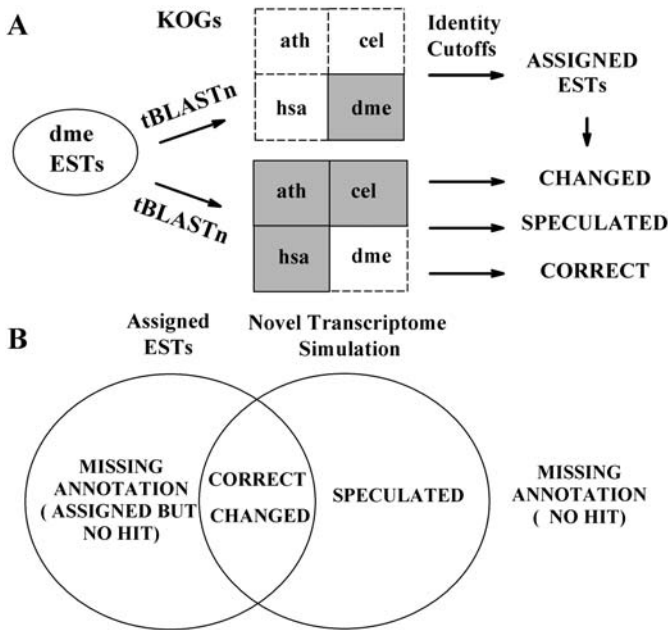 A
KOGs
Identity
Cutoffs
ath cel
hsa dme
tBLASTn
ASSIGNED
ESTs
dme
ESTs
tBLASTn
ath cel
hsa dme
CHANGED
SPECULATED
CORRECT
B
Assigned
ESTs
Novel Transcriptome
Simulation
MISSING
ANNOTATION
( ASSIGNED BUT
NO HIT)
CORRECT
CHANGED
SPECULATED
MISSING
ANNOTATION
( NO HIT)